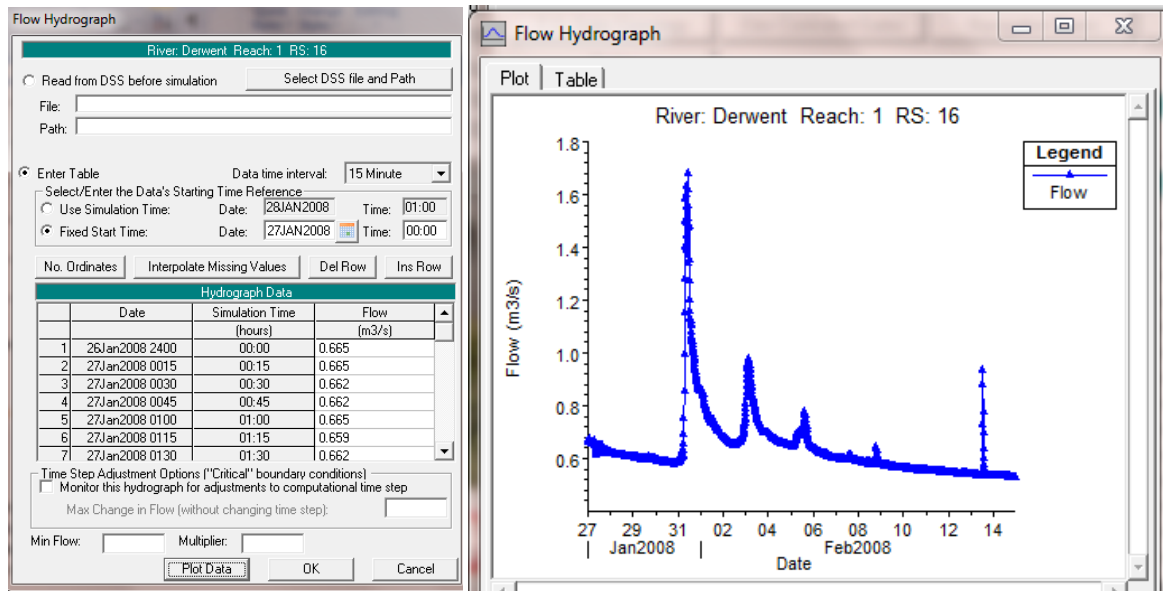 Flow Hydrograph
River: Derwent Reach: 1 RS: 16
Read from DSS before simulation
Select DSS file and Path
File:
Path:
Enter Table
Data time interval: 15 Minute
Select/Enter the Data's Starting Time Reference
Use Simulation Time: Date: 28JAN2008 Time: 01:00
Fixed Start Time: Date: 27JAN2008 Time: 00:00
No. Ordinates Interpolate Missing Values Del Row Ins Row
Hydrograph Data
Date Simulation Time Flow
(hours) (m3/s)
1 26Jan2008 2400 00:00 0.665
2 27Jan2008 0015 00:15 0.665
3 27Jan2008 0030 00:30 0.662
4 27Jan2008 0045 00:45 0.662
5 27Jan2008 0100 01:00 0.665
6 27Jan2008 0115 01:15 0.659
7 27Jan2008 0130 01:30 0.662
Time Step Adjustment Options ("Critical" boundary conditions)
Monitor this hydrograph for adjustments to computational time step
Max Change in Flow (without changing time step):
Min Flow: Multiplier:
Plot Data OK Cancel
Flow Hydrograph
Plot Table
River: Derwent Reach: 1 RS: 16
Legend
Flow
Flow (m3/s)
1.8
1.6
1.4
1.2
1.0
0.8
0.6
27 29 31 02 04 06 08 10 12 14
Jan2008 Feb2008
Date